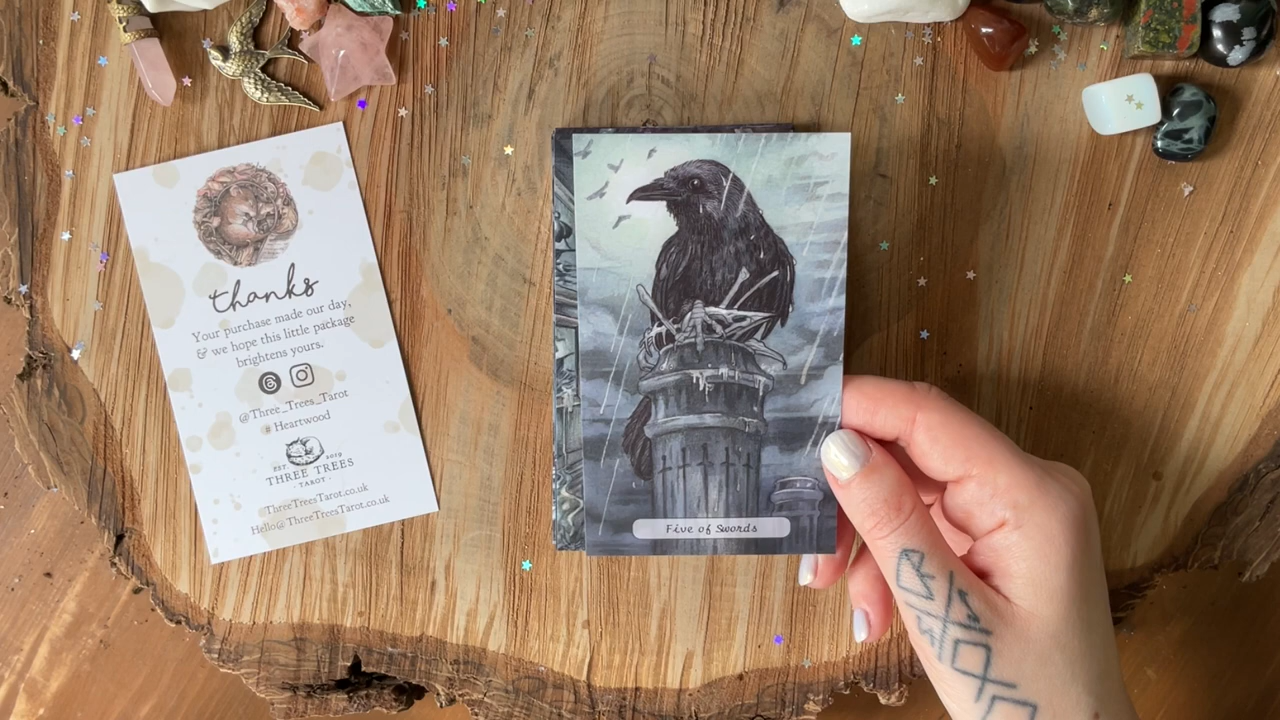 thanks
Your purchase made our day,
& we hope this little package
brightens yours.
@Three_Trees_Tarot
# Heartwood
EST. 2019
THREE TREES
· TAROT ·
ThreeTreesTarot.co.uk
Hello@ThreeTreesTarot.co.uk
Five of Swords